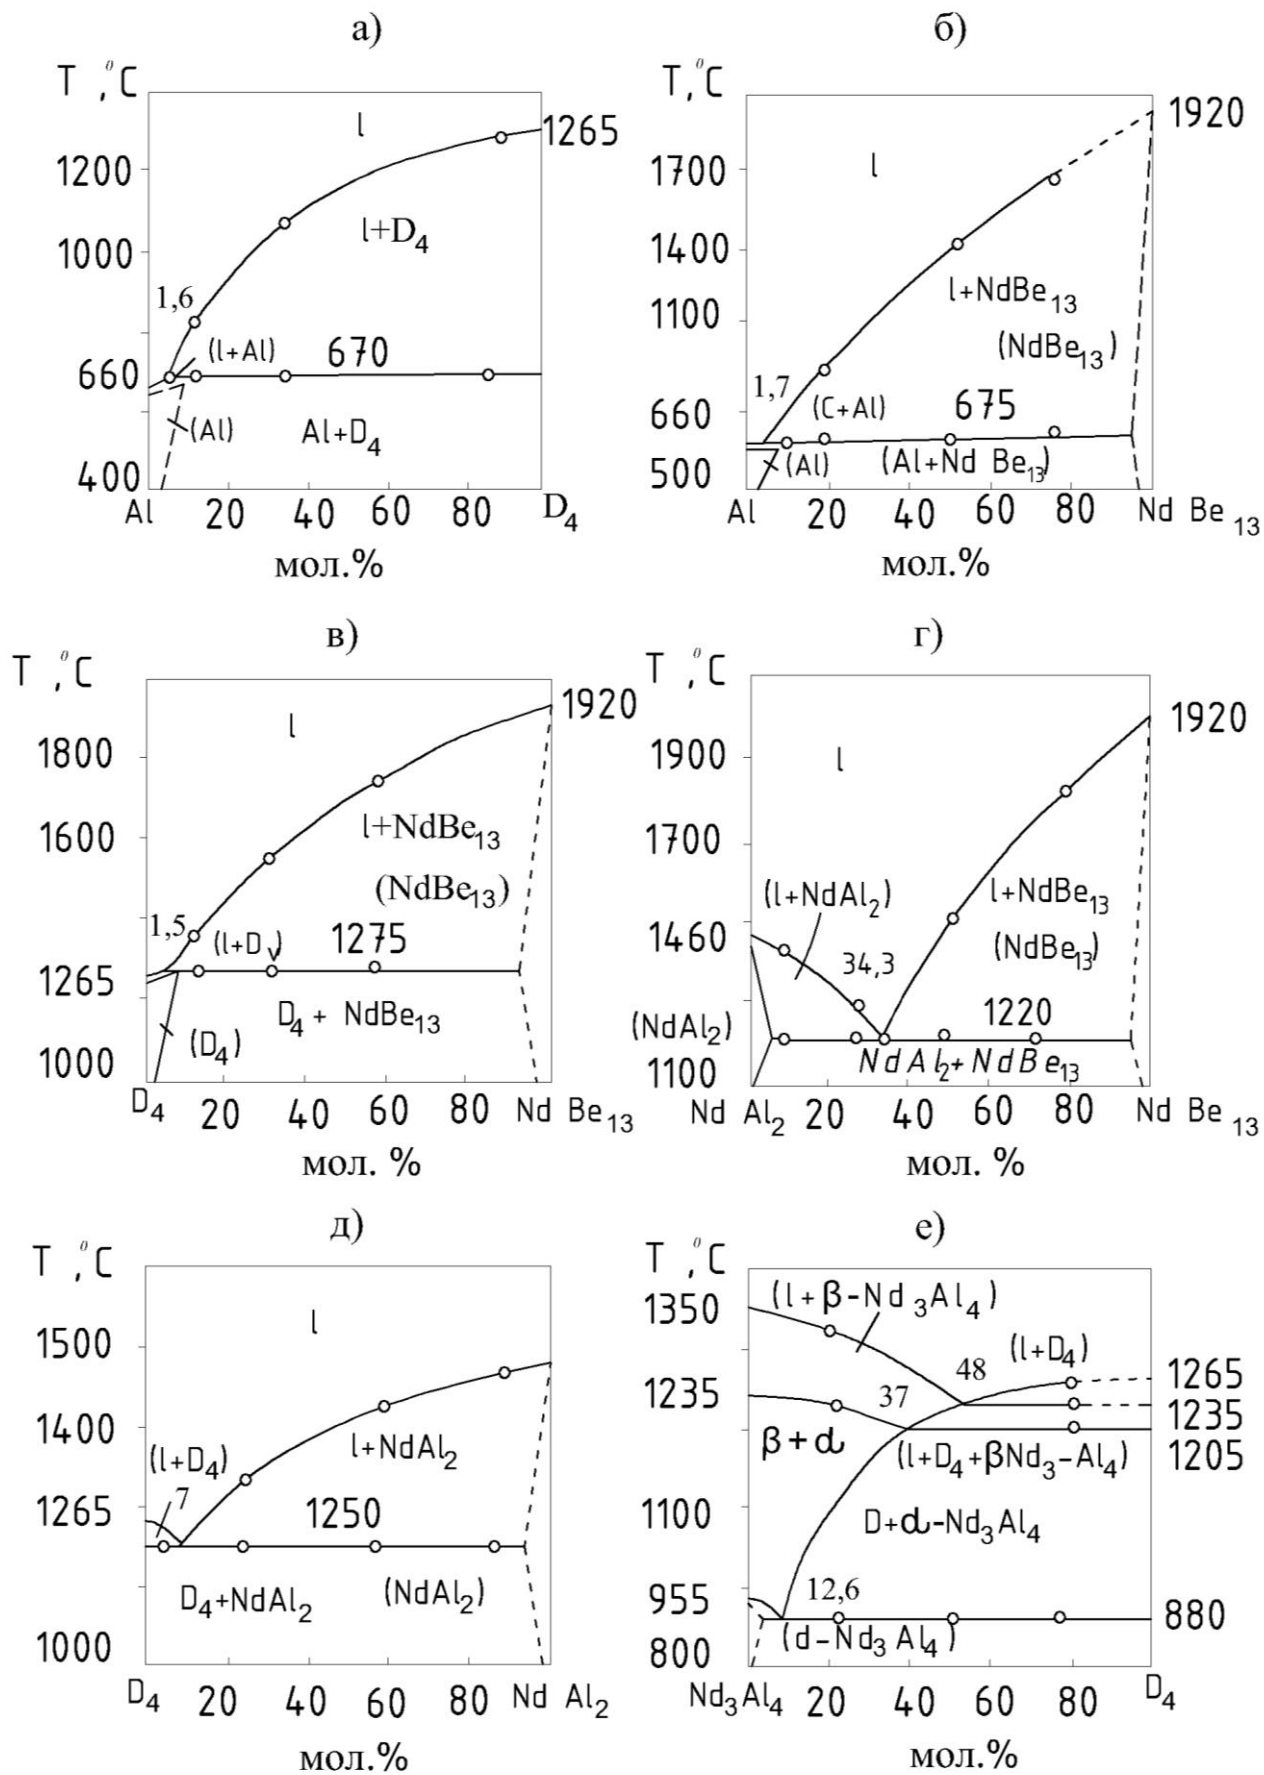 а)
T ,°C
l
1265
1200
l+D₄
1000
1,6
(l+Al)
670
660
(Al)
Al+D₄
400
Al 20 40 60 80 D₄
мол.%
б)
T ,°C
1920
l
1700
1400
l+NdBe₁₃
1100
(NdBe₁₃)
1,7
660
(C+Al)
675
(Al)
(Al+Nd Be₁₃)
500
Al 20 40 60 80 Nd Be ₁₃
мол.%
в)
T ,°C
1920
l
1800
l+NdBe₁₃
1600
(NdBe₁₃)
1,5
(l+D ᵥ)
1275
1265
D₄ + NdBe₁₃
(D₄)
1000
D₄ 20 40 60 80 Nd Be ₁₃
мол. %
г)
T ,°C
1920
1900
l
1700
(l+NdAl₂)
l+NdBe₁₃
1460
(NdBe₁₃)
34,3
(NdAl₂)
1220
NdAl₂+NdBe₁₃
1100
Nd Al₂ 20 40 60 80 Nd Be ₁₃
мол. %
д)
T ,°C
l
1500
1400
l+NdAl₂
(l+D₄)
7
1265
1250
D₄+NdAl₂
(NdAl₂)
1000
D₄ 20 40 60 80 Nd Al₂
мол.%
е)
T ,°C
(l+β-Nd₃Al₄)
1350
(l+D₄)
48
1265
1235
37
1235
β+α
(l+D₄+βNd₃-Al₄)
1205
1100
D+α-Nd₃Al₄
955
12,6
880
(d-Nd₃Al₄)
800
Nd₃Al₄ 20 40 60 80 D₄
мол.%